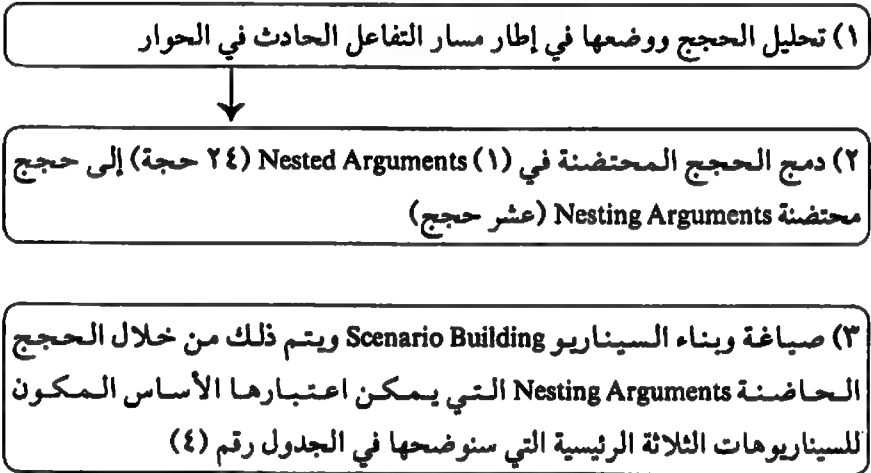 ١) تحليل الحجج ووضعها في إطار مسار التفاعل الحادث في الحوار
٢) دمج الحجج المحتضنة في (١) Nested Arguments (٢٤ حجة) إلى حجج
محتضنة Nesting Arguments (عشر حجج)
٣) صياغة وبناء السيناريو Scenario Building ويتم ذلك من خلال الحجج
الحاضنة Nesting Arguments التي يمكن اعتبارها الأساس المكون
للسيناريوهات الثلاثة الرئيسية التي سنوضحها في الجدول رقم (٤)